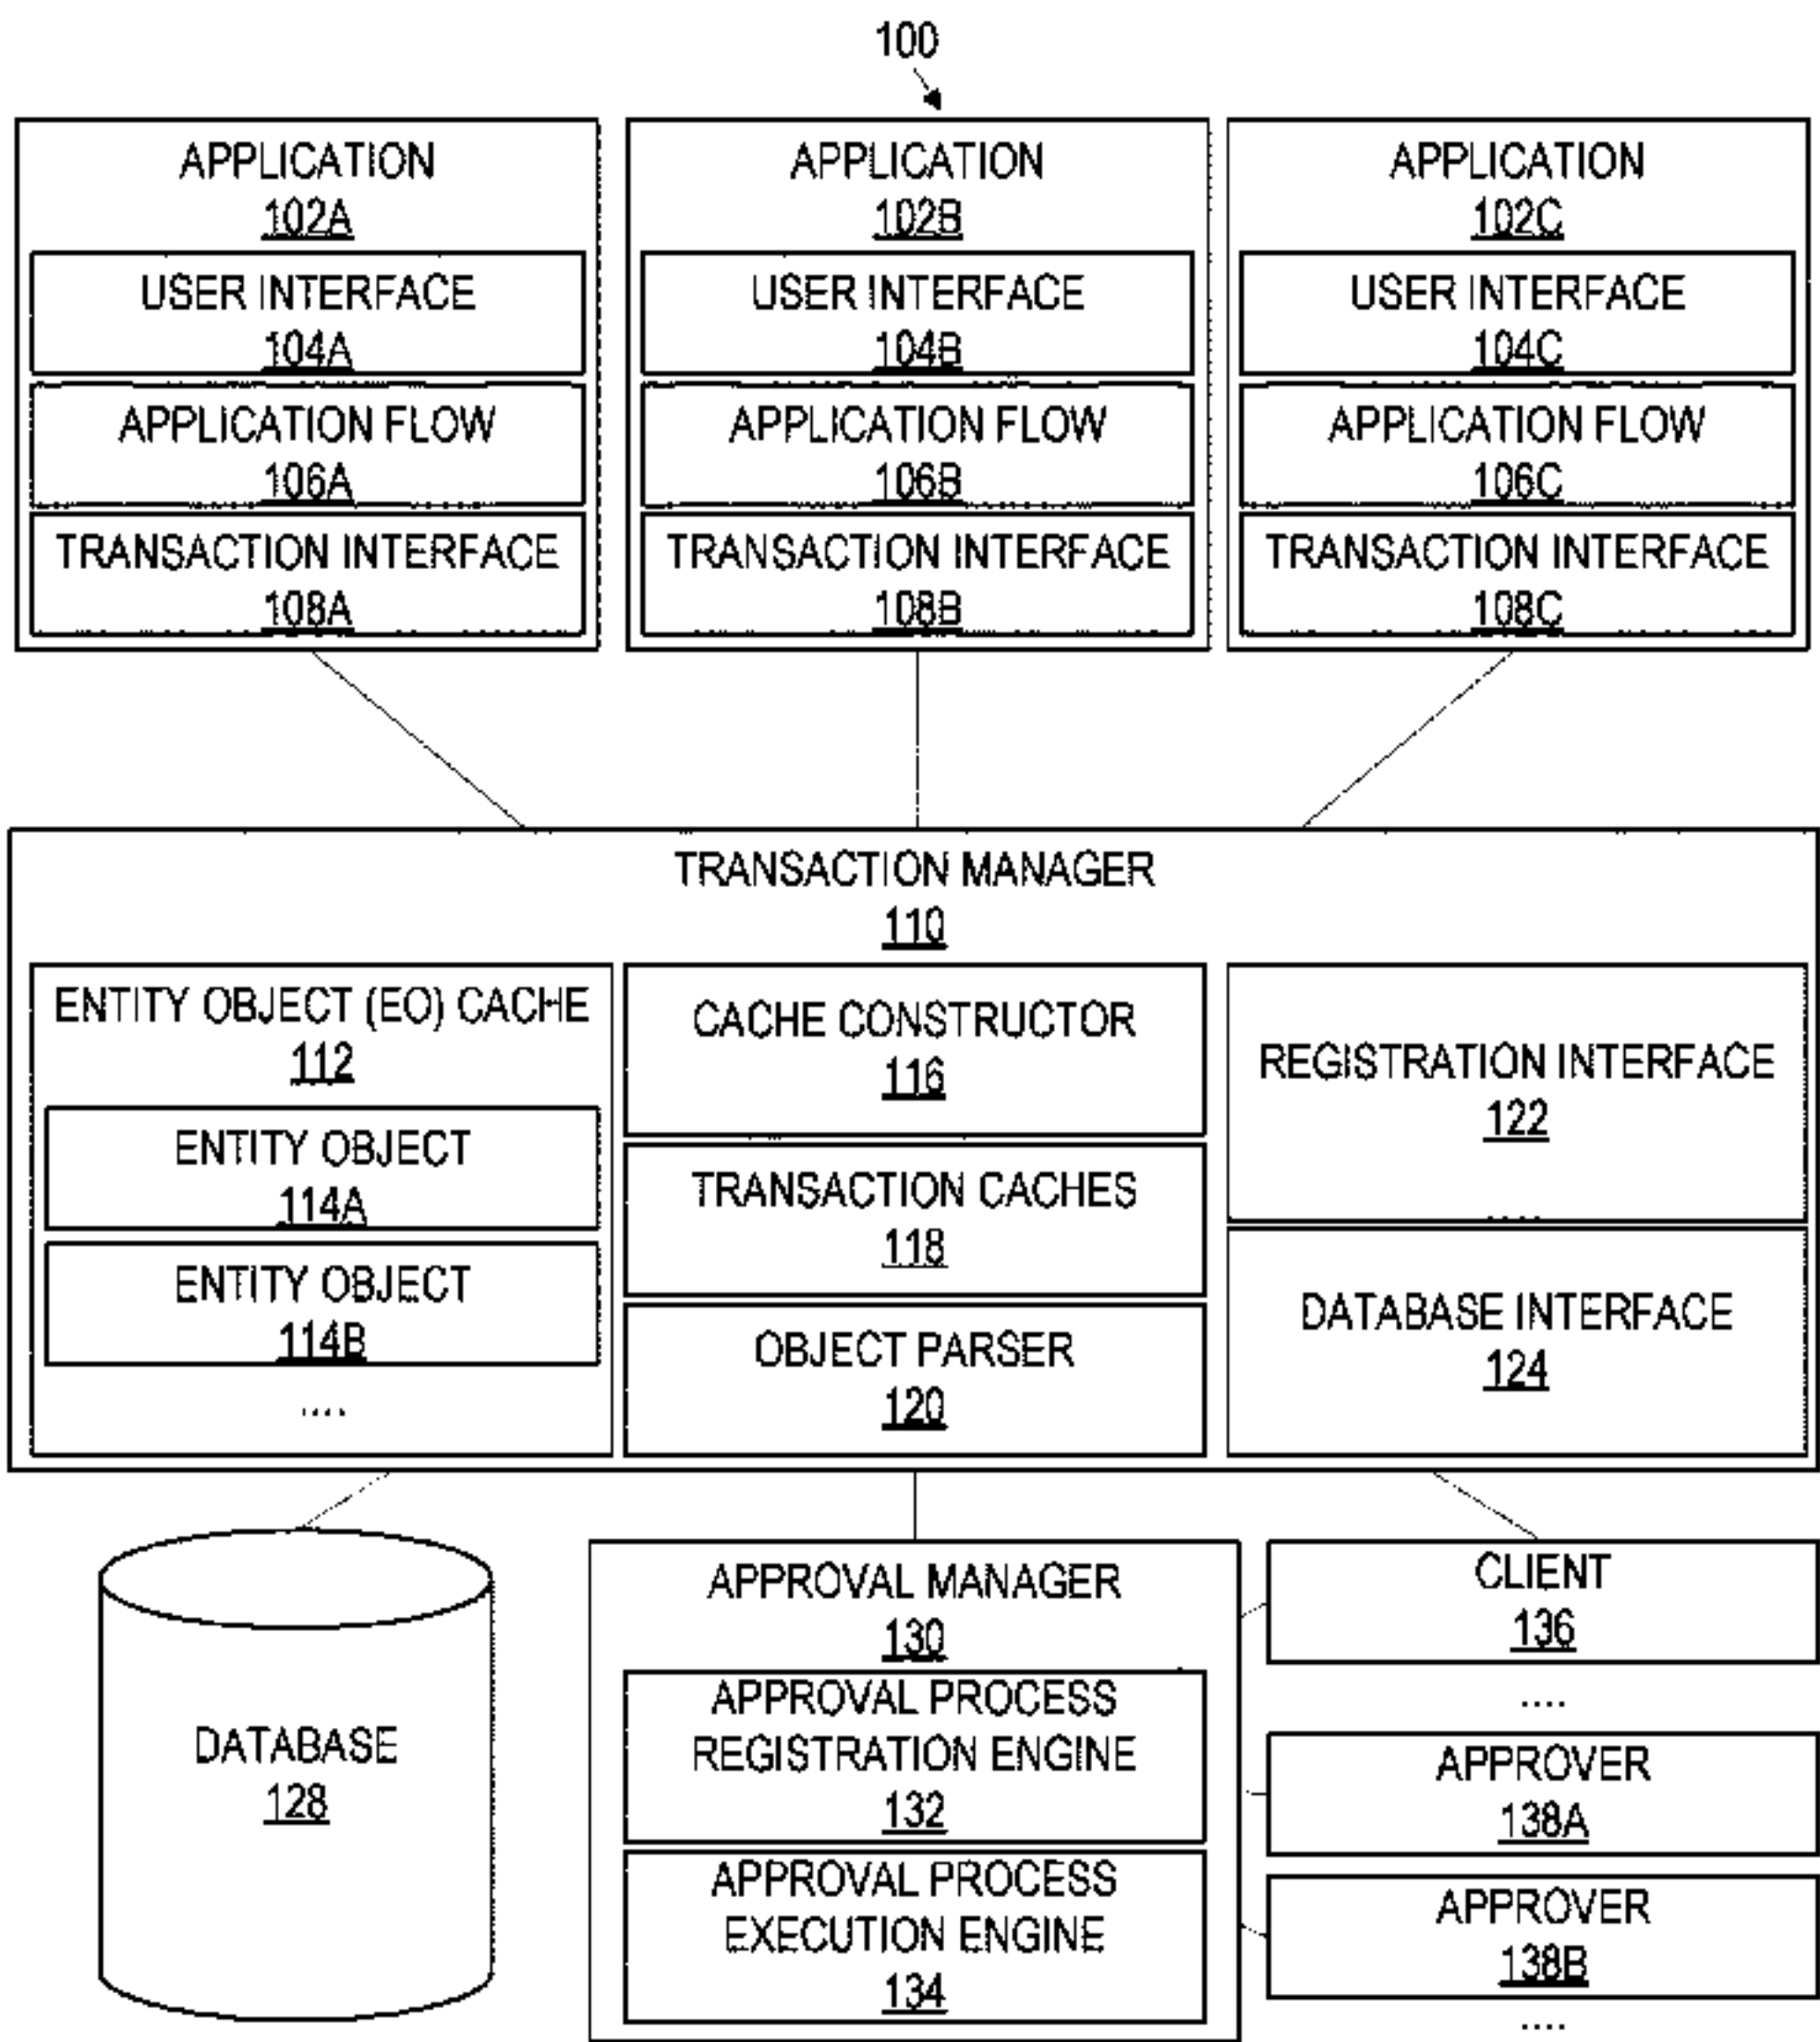 100
APPLICATION
102A
USER INTERFACE
104A
APPLICATION FLOW
106A
TRANSACTION INTERFACE
108A
APPLICATION
102B
USER INTERFACE
104B
APPLICATION FLOW
106B
TRANSACTION INTERFACE
108B
APPLICATION
102C
USER INTERFACE
104C
APPLICATION FLOW
106C
TRANSACTION INTERFACE
108C
TRANSACTION MANAGER
110
ENTITY OBJECT (EO) CACHE
112
ENTITY OBJECT
114A
ENTITY OBJECT
114B
....
CACHE CONSTRUCTOR
116
TRANSACTION CACHES
118
OBJECT PARSER
120
REGISTRATION INTERFACE
122
DATABASE INTERFACE
124
DATABASE
128
APPROVAL MANAGER
130
APPROVAL PROCESS
REGISTRATION ENGINE
132
APPROVAL PROCESS
EXECUTION ENGINE
134
CLIENT
136
....
APPROVER
138A
APPROVER
138B
....